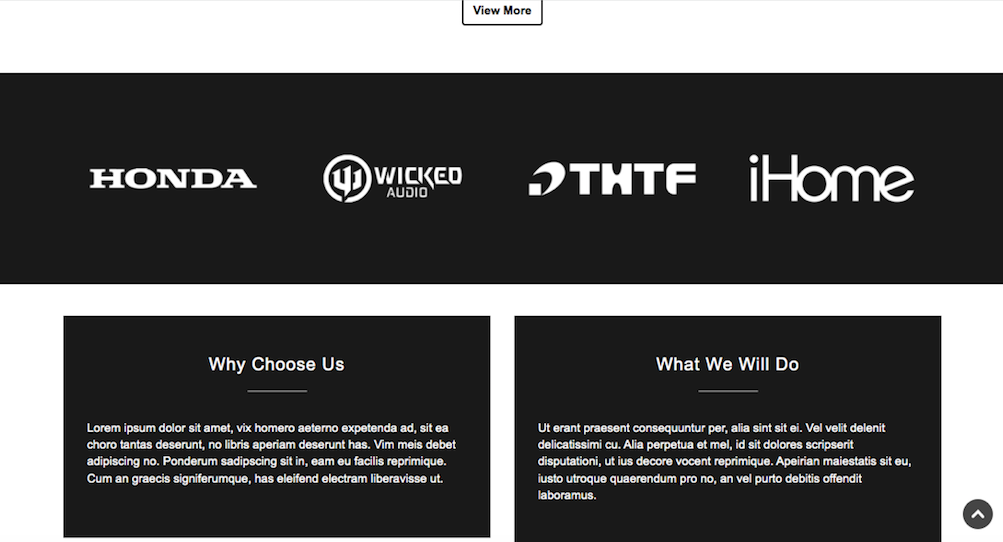 View More
HONDA
WICKED
AUDIO
THTF
iHome
Why Choose Us
Lorem ipsum dolor sit amet, vix homero aeterno expetenda ad, sit ea
choro tantas deserunt, no libris aperiam deserunt has. Vim meis debet
adipiscing no. Ponderum sadipscing sit in, eam eu facilis reprimique.
Cum an graecis signiferumque, has eleifend electram liberavisse ut.
What We Will Do
Ut erant praesent consequuntur per, alia sint sit ei. Vel velit delenit
delicatissimi cu. Alia perpetua et mel, id sit dolores scripserit
disputationi, ut ius decore vocent reprimique. Apeirian maiestatis sit eu,
iusto utroque quaerendum pro no, an vel purto debitis offendit
laboramus.